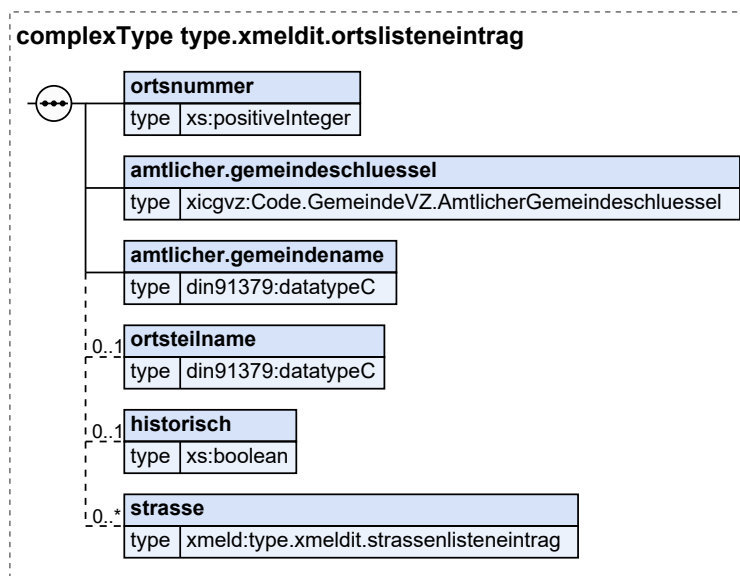 complexType type.xmeldit.ortslisteneintrag
ortsnummer
type xs:positiveInteger
amtlicher.gemeindeschluessel
type xicgvz:Code.GemeindeVZ.AmtlicherGemeindeschluessel
amtlicher.gemeindename
type din91379:datatypeC
0..1 ortsteilname
type din91379:datatypeC
0..1 historisch
type xs:boolean
0..* strasse
type xmeld:type.xmeldit.strassenlisteneintrag